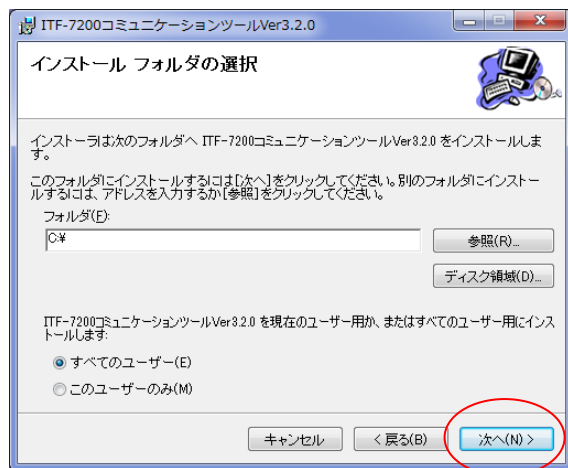 ITF-7200コミュニケーションツールVer3.2.0
インストール フォルダの選択
インストーラは次のフォルダへ ITF-7200コミュニケーションツールVer3.2.0 をインストールしま
す。
このフォルダにインストールするには[次へ]をクリックしてください。別のフォルダにインストー
ルするには、アドレスを入力するか[参照]をクリックしてください。
フォルダ(F):
C:¥
参照(R)...
ディスク領域(D)...
ITF-7200コミュニケーションツールVer3.2.0 を現在のユーザー用か、またはすべてのユーザー用にインス
トールします:
すべてのユーザー(E)
このユーザーのみ(M)
キャンセル
< 戻る(B)
次へ(N) >